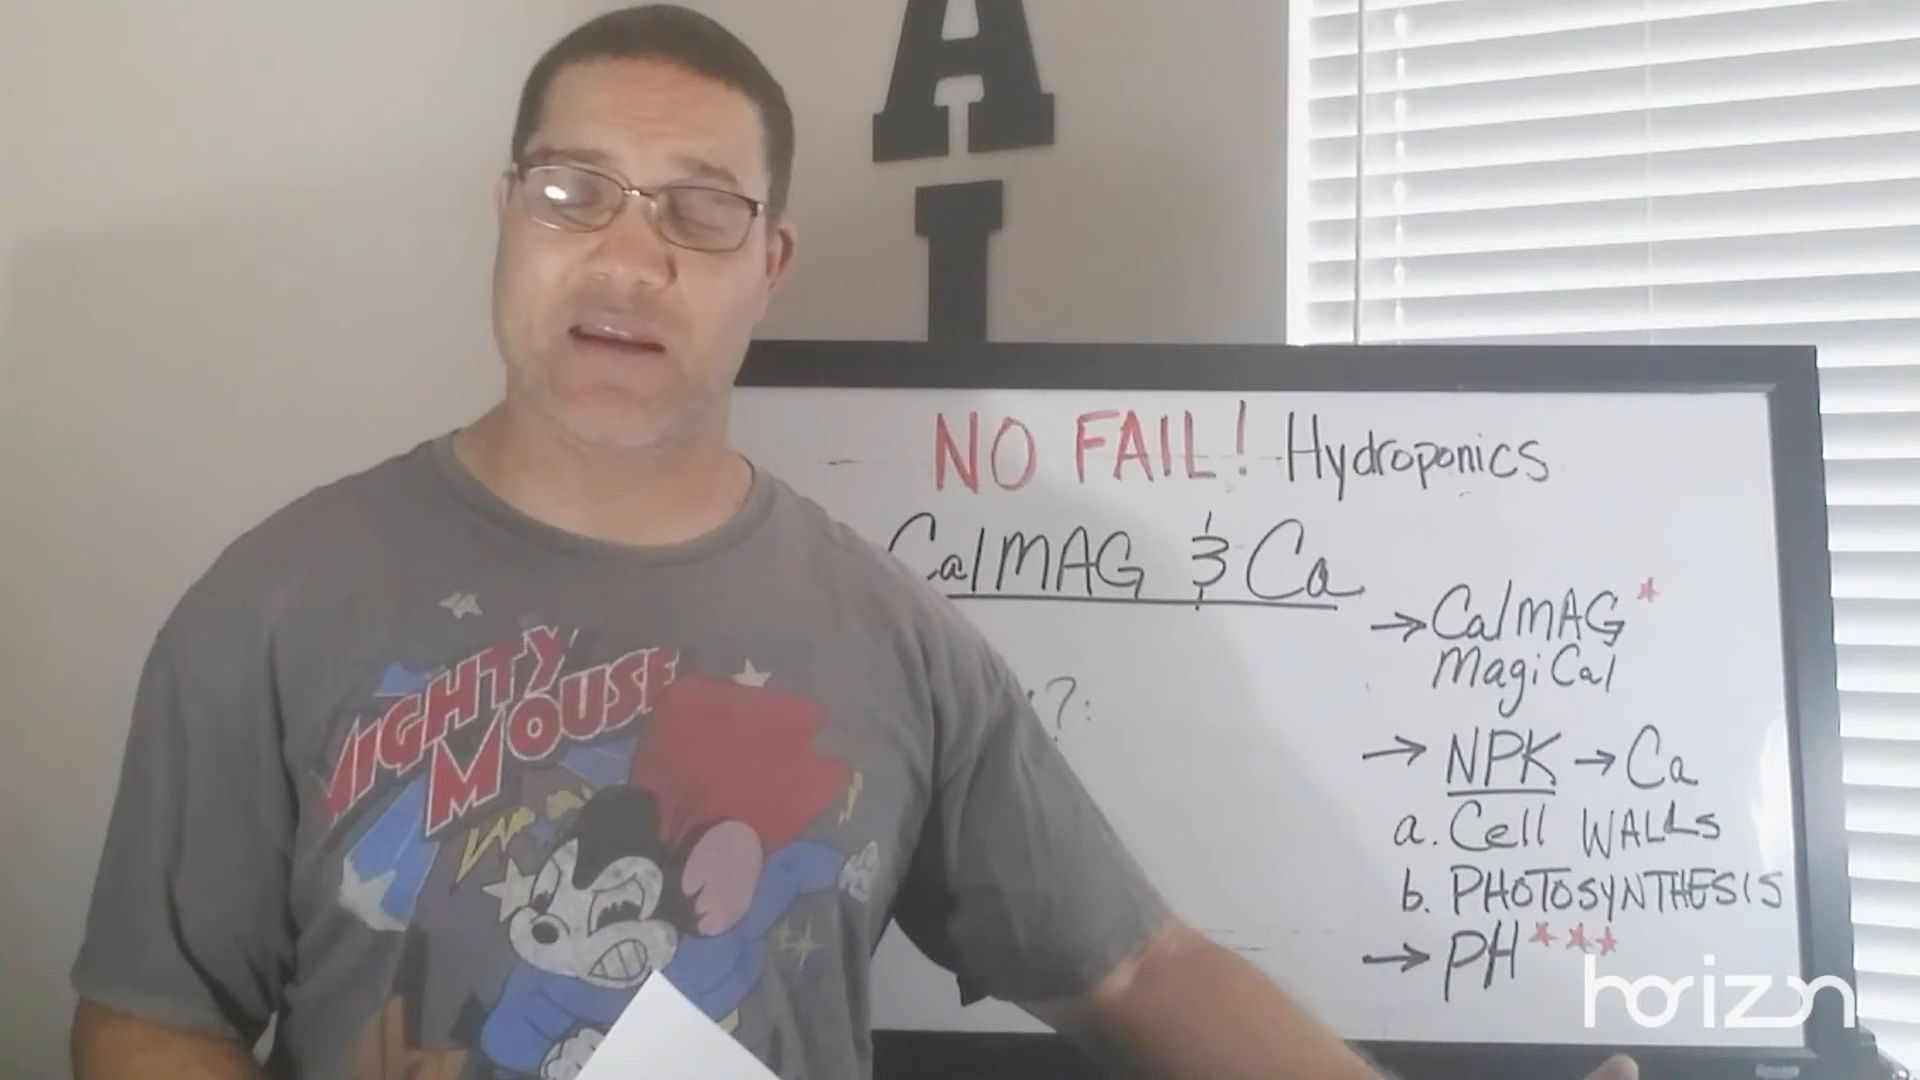 A
I
NO FAIL! Hydroponics
CalMAG & Ca
→ CalMAG*
MagiCal
?:
→ NPK → Ca
a. Cell WALLS
b. PHOTOSYNTHESIS
→ PH ***
MIGHTY
MOUSE
horizon